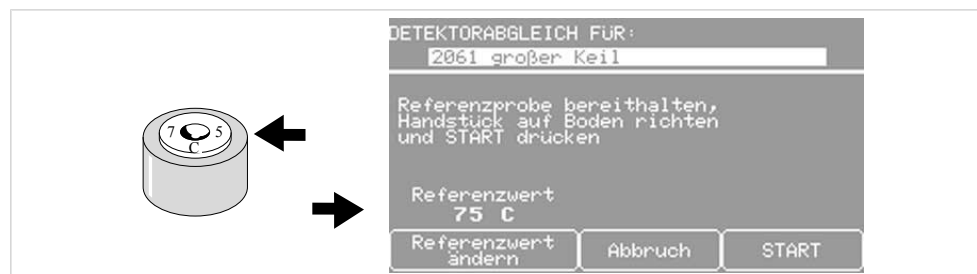 DETEKTORABGLEICH FÜR:
2061 großer Keil
7 5
C
Referenzprobe bereithalten,
Handstück auf Boden richten
und START drücken
Referenzwert
75 C
Referenzwert
ändern
Abbruch
START